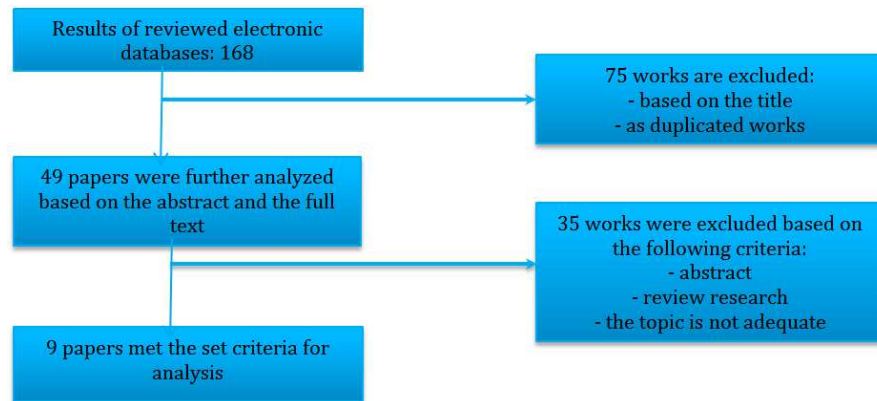 Results of reviewed electronic
databases: 168
75 works are excluded:
- based on the title
- as duplicated works
49 papers were further analyzed
based on the abstract and the full
text
35 works were excluded based on
the following criteria:
- abstract
- review research
- the topic is not adequate
9 papers met the set criteria for
analysis